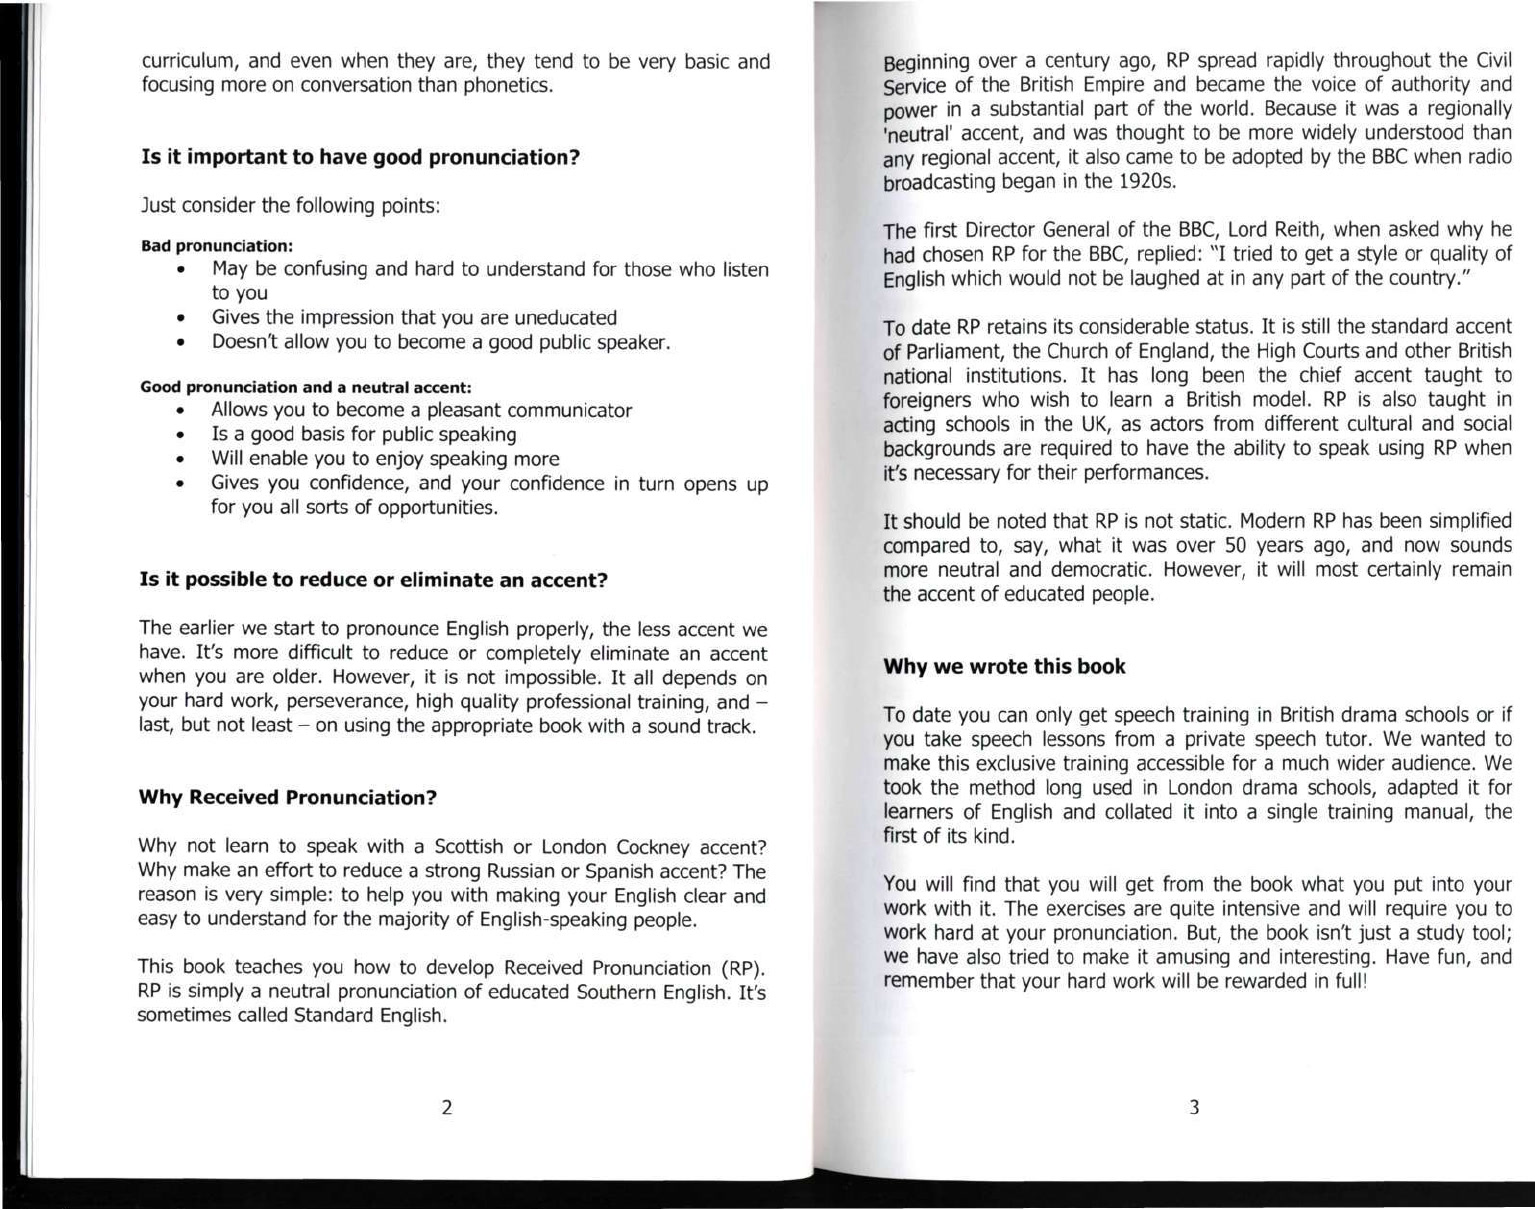 curriculum, and even when they are, they tend to be very basic and
focusing more on conversation than phonetics.
Is it important to have good pronunciation?
Just consider the following points:
Bad pronunciation:
• May be confusing and hard to understand for those who listen
to you
• Gives the impression that you are uneducated
• Doesn't allow you to become a good public speaker.
Good pronunciation and a neutral accent:
• Allows you to become a pleasant communicator
• Is a good basis for public speaking
• Will enable you to enjoy speaking more
• Gives you confidence, and your confidence in turn opens up
for you all sorts of opportunities.
Is it possible to reduce or eliminate an accent?
The earlier we start to pronounce English properly, the less accent we
have. It's more difficult to reduce or completely eliminate an accent
when you are older. However, it is not impossible. It all depends on
your hard work, perseverance, high quality professional training, and –
last, but not least – on using the appropriate book with a sound track.
Why Received Pronunciation?
Why not learn to speak with a Scottish or London Cockney accent?
Why make an effort to reduce a strong Russian or Spanish accent? The
reason is very simple: to help you with making your English clear and
easy to understand for the majority of English-speaking people.
This book teaches you how to develop Received Pronunciation (RP).
RP is simply a neutral pronunciation of educated Southern English. It's
sometimes called Standard English.
2
Beginning over a century ago, RP spread rapidly throughout the Civil
Service of the British Empire and became the voice of authority and
power in a substantial part of the world. Because it was a regionally
'neutral' accent, and was thought to be more widely understood than
any regional accent, it also came to be adopted by the BBC when radio
broadcasting began in the 1920s.
The first Director General of the BBC, Lord Reith, when asked why he
had chosen RP for the BBC, replied: "I tried to get a style or quality of
English which would not be laughed at in any part of the country."
To date RP retains its considerable status. It is still the standard accent
of Parliament, the Church of England, the High Courts and other British
national institutions. It has long been the chief accent taught to
foreigners who wish to learn a British model. RP is also taught in
acting schools in the UK, as actors from different cultural and social
backgrounds are required to have the ability to speak using RP when
it's necessary for their performances.
It should be noted that RP is not static. Modern RP has been simplified
compared to, say, what it was over 50 years ago, and now sounds
more neutral and democratic. However, it will most certainly remain
the accent of educated people.
Why we wrote this book
To date you can only get speech training in British drama schools or if
you take speech lessons from a private speech tutor. We wanted to
make this exclusive training accessible for a much wider audience. We
took the method long used in London drama schools, adapted it for
learners of English and collated it into a single training manual, the
first of its kind.
You will find that you will get from the book what you put into your
work with it. The exercises are quite intensive and will require you to
work hard at your pronunciation. But, the book isn't just a study tool;
we have also tried to make it amusing and interesting. Have fun, and
remember that your hard work will be rewarded in full!
3